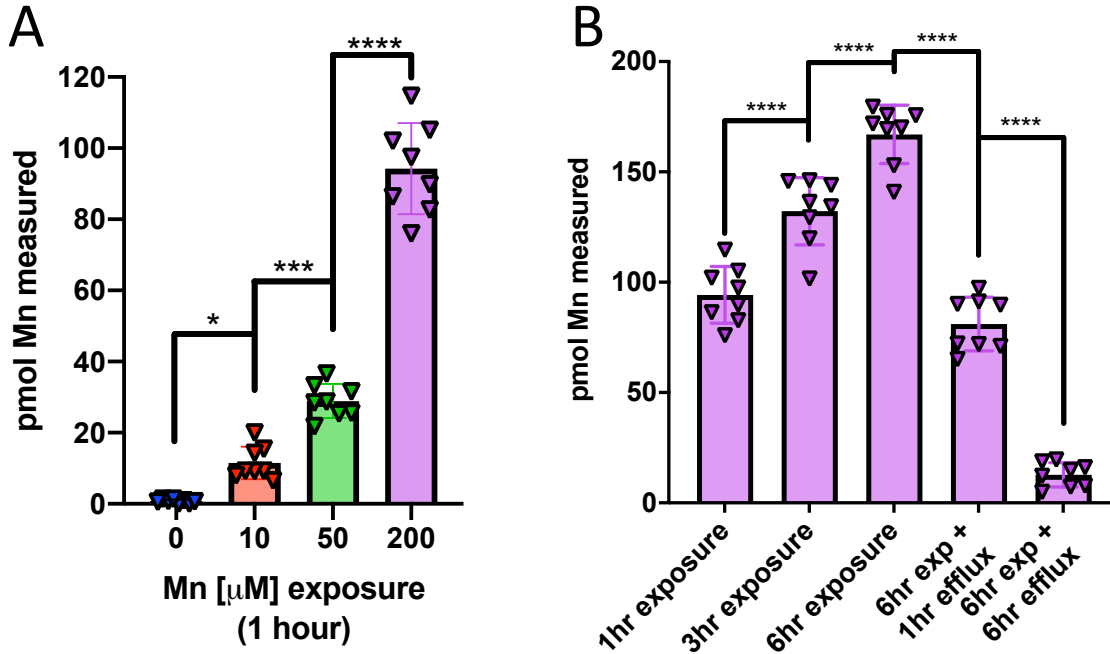 A
pmol Mn measured
120
100
80
60
40
20
0
*
***
****
0 10 50 200
Mn [μM] exposure
(1 hour)
B
pmol Mn measured
200
150
100
50
0
****
****
****
****
1hr exposure
3hr exposure
6hr exposure
6hr exp +
1hr efflux
6hr exp +
6hr efflux